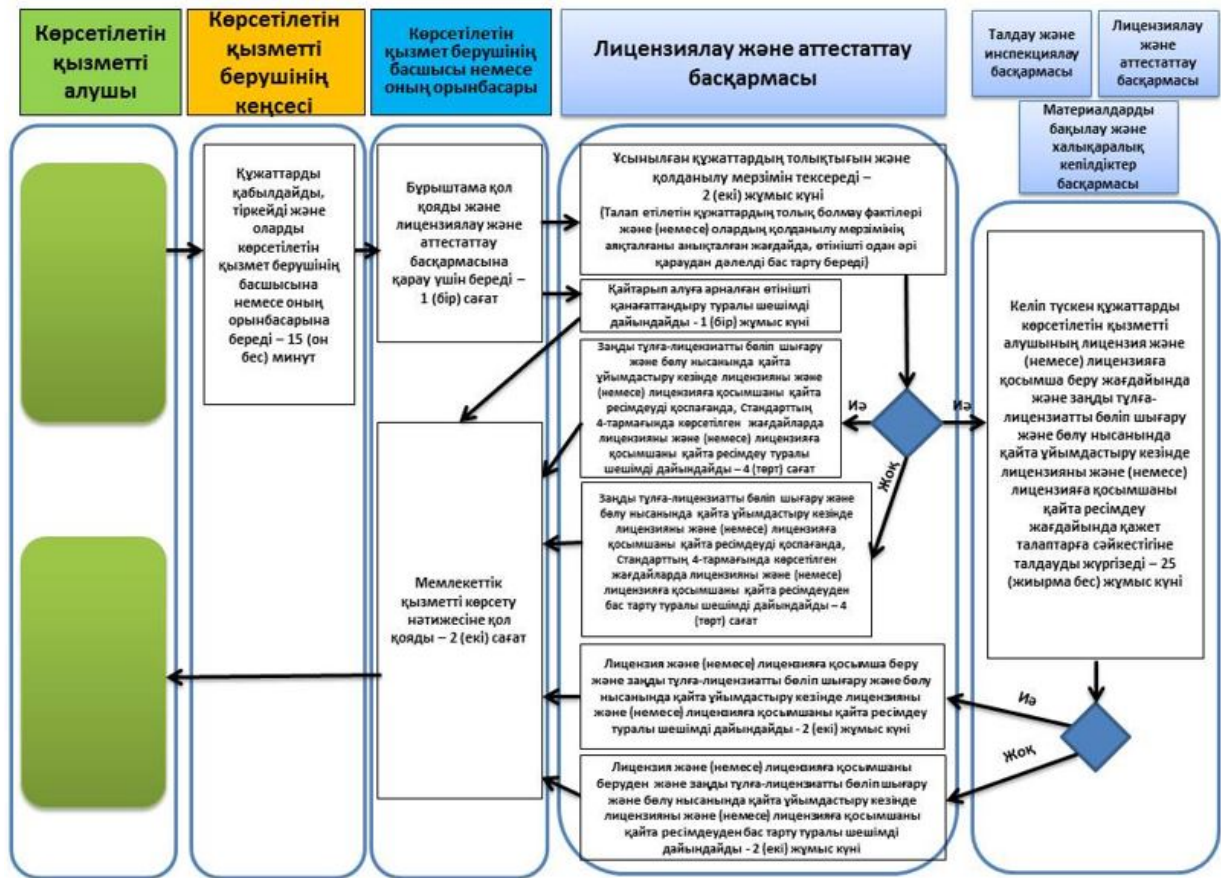 Көрсетілетін
қызметті
алушы
Көрсетілетін
қызметті
берушінің
кеңсесі
Көрсетілетін
қызмет берушінің
басшысы немесе
оның орынбасары
Лицензиялау және аттестаттау
басқармасы
Талдау және
инспекциялау
басқармасы
Лицензиялау
және
аттестаттау
басқармасы
Материалдарды
бақылау және
халықаралық
кепілдіктер
басқармасы
Құжаттарды
қабылдайды,
тіркейді және
оларды
көрсетілетін
қызмет берушінің
басшысына
немесе оның
орынбасарына
береді – 15 (он
бес) минут
Бұрыштама қол
қояды және
лицензиялау және
аттестаттау
басқармасына
қарау үшін береді –
1 (бір) сағат
Ұсынылған құжаттардың толықтығын және
қолданылу мерзімін тексереді –
2 (екі) жұмыс күні
(Талап етілетін құжаттардың толық болмау фактілері
және (немесе) олардың қолданылу мерзімінің
аяқталғаны анықталған жағдайда, өтінішті одан әрі
қараудан дәлелді бас тарту береді)
Қайтарып алуға арналған өтінішті
қанағаттандыру туралы шешімді
дайындайды - 1 (бір) жұмыс күні
Заңды тұлға-лицензиатты бөліп шығару
және бөлу нысанында қайта
ұйымдастыру кезінде лицензияны және
(немесе) лицензияға қосымшаны қайта
ресімдеуді қоспағанда, Стандарттың
4-тармағында көрсетілген жағдайларда
лицензияны және (немесе) лицензияға
қосымшаны қайта ресімдеу туралы
шешімді дайындайды – 4 (төрт) сағат
Иә
Иә
Жоқ
Заңды тұлға-лицензиатты бөліп шығару және
бөлу нысанында қайта ұйымдастыру кезінде
лицензияны және (немесе) лицензияға
қосымшаны қайта ресімдеуді қоспағанда,
Стандарттың 4-тармағында көрсетілген
жағдайларда лицензияны және (немесе)
лицензияға қосымшаны қайта ресімдеуден
бас тарту туралы шешімді дайындайды – 4
(төрт) сағат
Келіп түскен құжаттарды
көрсетілетін қызметті
алушының лицензия және
(немесе) лицензияға
қосымша беру жағдайында
және заңды тұлға-
лицензиатты бөліп шығару
және бөлу нысанында
қайта ұйымдастыру кезінде
лицензияны және (немесе)
лицензияға қосымшаны
қайта ресімдеу
жағдайында қажет
талаптарға сәйкестігіне
талдауды жүргізеді – 25
(жиырма бес) жұмыс күні
Мемлекеттік
қызметті көрсету
нәтижесіне қол
қояды – 2 (екі) сағат
Лицензия және (немесе) лицензияға қосымша беру
және заңды тұлға-лицензиатты бөліп шығару және бөлу
нысанында қайта ұйымдастыру кезінде лицензияны
және (немесе) лицензияға қосымшаны қайта ресімдеу
туралы шешімді дайындайды - 2 (екі) жұмыс күні
Иә
Жоқ
Лицензия және (немесе) лицензияға қосымшаны
беруден және заңды тұлға-лицензиатты бөліп шығару
және бөлу нысанында қайта ұйымдастыру кезінде
лицензияны және (немесе) лицензияға қосымшаны
қайта ресімдеуден бас тарту туралы шешімді
дайындайды - 2 (екі) жұмыс күні